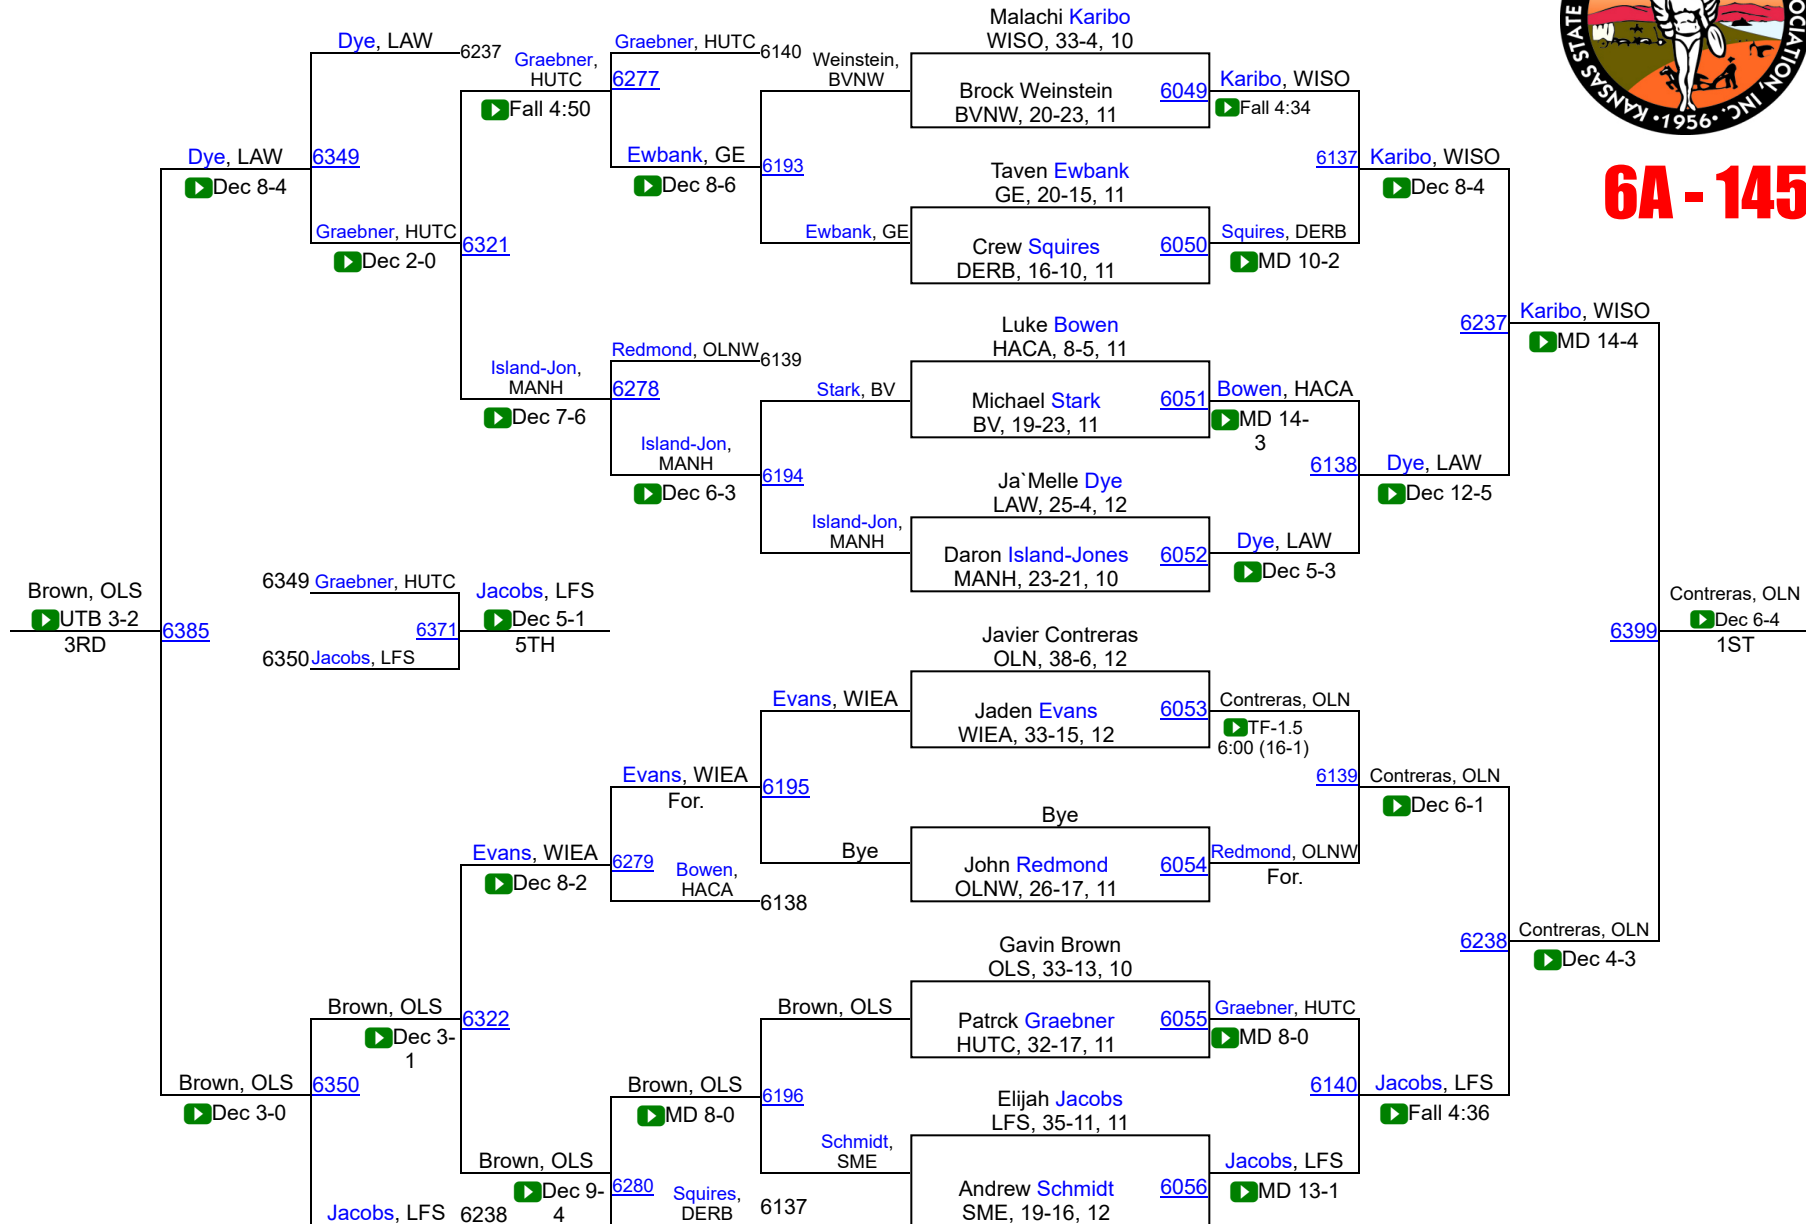 Malachi Karibo
WISO, 33-4, 10
Dye, LAW
6237
Graebner,
HUTC
Fall 4:50
Graebner, HUTC
6140
6277
Weinstein,
BVNW
Brock Weinstein
BVNW, 20-23, 11
6049
Karibo, WISO
Fall 4:34
KANSAS STATE
OCIATION, INC.
•1956•
Dye, LAW
6349
Dec 8-4
Ewbank, GE
6193
Dec 8-6
Taven Ewbank
GE, 20-15, 11
6137
Karibo, WISO
Dec 8-4
6A - 145
Graebner, HUTC
6321
Dec 2-0
Ewbank, GE
Crew Squires
DERB, 16-10, 11
6050
Squires, DERB
MD 10-2
Luke Bowen
HACA, 8-5, 11
6237
Karibo, WISO
MD 14-4
Island-Jon,
MANH
Dec 7-6
Redmond, OLNW
6139
6278
Stark, BV
Michael Stark
BV, 19-23, 11
6051
Bowen, HACA
MD 14-
3
Island-Jon,
MANH
Dec 6-3
6194
Ja`Melle Dye
LAW, 25-4, 12
6138
Dye, LAW
Dec 12-5
Island-Jon,
MANH
Daron Island-Jones
MANH, 23-21, 10
6052
Dye, LAW
Dec 5-3
Brown, OLS
UTB 3-2
3RD
6385
6349
Graebner, HUTC
6371
6350
Jacobs, LFS
Jacobs, LFS
Dec 5-1
5TH
6399
Contreras, OLN
Dec 6-4
1ST
Javier Contreras
OLN, 38-6, 12
Evans, WIEA
Jaden Evans
WIEA, 33-15, 12
6053
Contreras, OLN
TF-1.5
6:00 (16-1)
Evans, WIEA
For.
6195
6139
Contreras, OLN
Dec 6-1
Bye
Evans, WIEA
Dec 8-2
6279
Bowen,
HACA
6138
Bye
John Redmond
OLNW, 26-17, 11
6054
Redmond, OLNW
For.
Gavin Brown
OLS, 33-13, 10
6238
Contreras, OLN
Dec 4-3
Brown, OLS
Dec 3-
1
6322
Brown, OLS
Patrck Graebner
HUTC, 32-17, 11
6055
Graebner, HUTC
MD 8-0
Brown, OLS
Dec 3-0
6350
Brown, OLS
MD 8-0
6196
Elijah Jacobs
LFS, 35-11, 11
6140
Jacobs, LFS
Fall 4:36
Brown, OLS
Dec 9-
4
6280
Squires,
DERB
6137
Schmidt,
SME
Andrew Schmidt
SME, 19-16, 12
6056
Jacobs, LFS
MD 13-1
Jacobs, LFS
6238